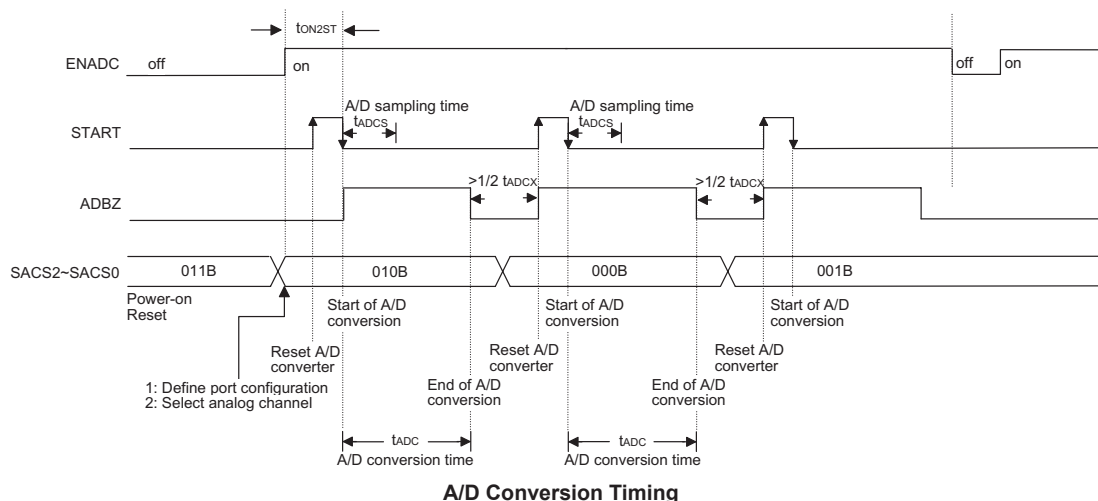 tON2ST
ENADC
off
on
off
on
A/D sampling time
tADCS
A/D sampling time
tADCS
START
>1/2 tADCX
>1/2 tADCX
ADBZ
SACS2~SACS0
011B
010B
000B
001B
Power-on
Reset
Start of A/D
conversion
Start of A/D
conversion
Start of A/D
conversion
Reset A/D
converter
Reset A/D
converter
Reset A/D
converter
1: Define port configuration
2: Select analog channel
End of A/D
conversion
End of A/D
conversion
tADC
A/D conversion time
tADC
A/D conversion time
A/D Conversion Timing